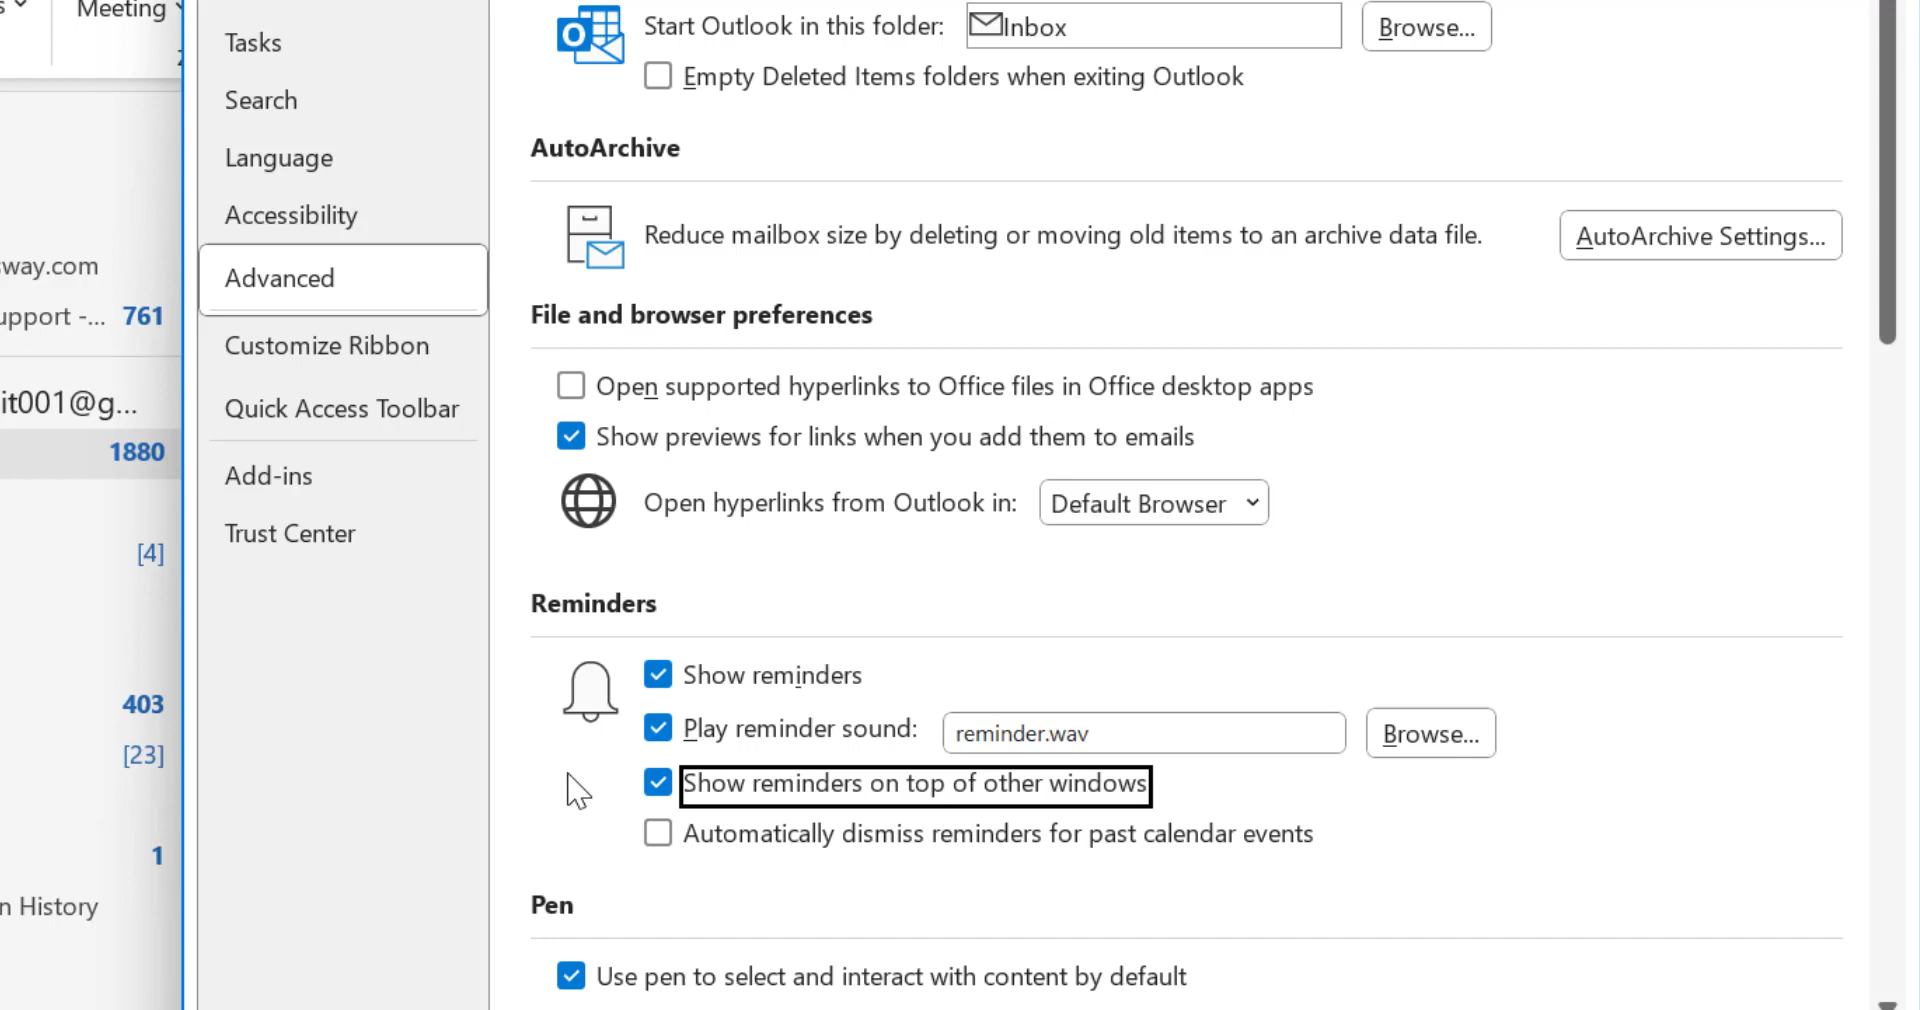 Meeting
way.com
upport -... 761
it001@g...
1880
[4]
403
[23]
1
n History
Tasks
Search
Language
Accessibility
Advanced
Customize Ribbon
Quick Access Toolbar
Add-ins
Trust Center
Start Outlook in this folder: Inbox Browse...
Empty Deleted Items folders when exiting Outlook
AutoArchive
Reduce mailbox size by deleting or moving old items to an archive data file. AutoArchive Settings...
File and browser preferences
Open supported hyperlinks to Office files in Office desktop apps
Show previews for links when you add them to emails
Open hyperlinks from Outlook in: Default Browser
Reminders
Show reminders
Play reminder sound: reminder.wav Browse...
Show reminders on top of other windows
Automatically dismiss reminders for past calendar events
Pen
Use pen to select and interact with content by default